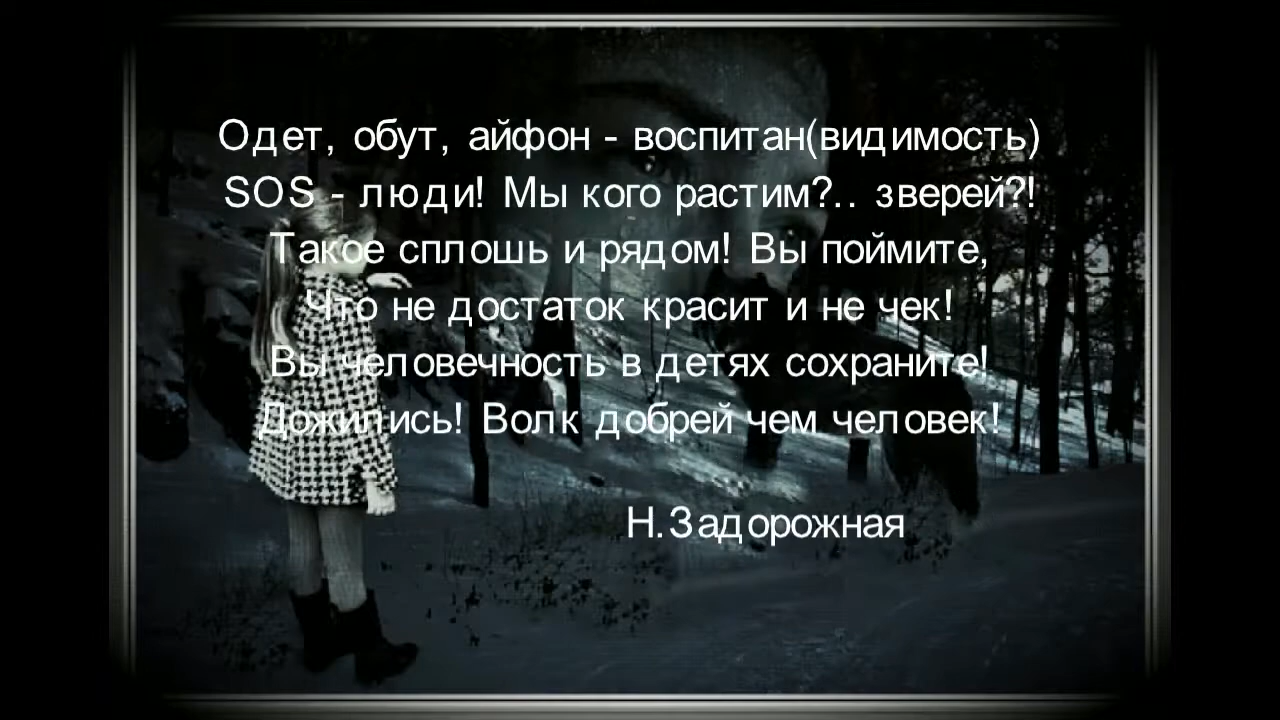 Одет, обут, айфон - воспитан(видимость)
SOS - люди! Мы кого растим?.. зверей?!
Такое сплошь и рядом! Вы поймите,
Что не достаток красит и не чек!
Вы человечность в детях сохраните!
Дожились! Волк добрей чем человек!
Н.Задорожная